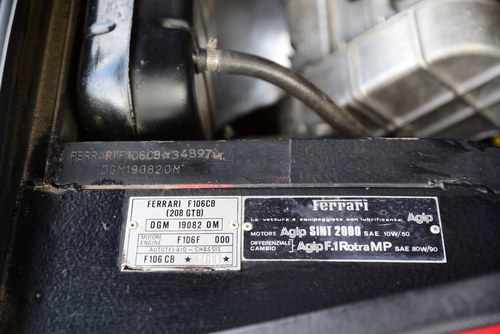 FERRARI F106CB ★34897★
DGM19082OM
FERRARI F106CB
(208 GTB)
DGM 19082 OM
MOTORE
ENGINE
F106F 000
AUTOTELAIO - CHASSIS
F106 CB ★ ★
Ferrari
La vettura è equipaggiata con lubrificante Agip
MOTORE Agip SINT 2000 SAE 10W/50
DIFFERENZIALE
CAMBIO
Agip F.1 Rotra MP SAE 80W/90